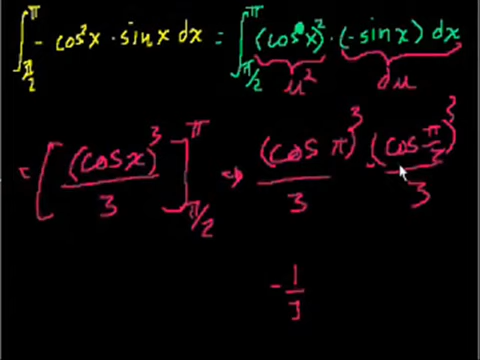 ∫_{π/2}^{π} - cos²x · sin x dx = ∫_{π/2}^{π} (cos x)² · (-sin x) dx
u² du
= [ (cos x)³ / 3 ]_{π/2}^{π} ⇒ (cos π)³ / 3 - (cos π/2)³ / 3
- 1/3